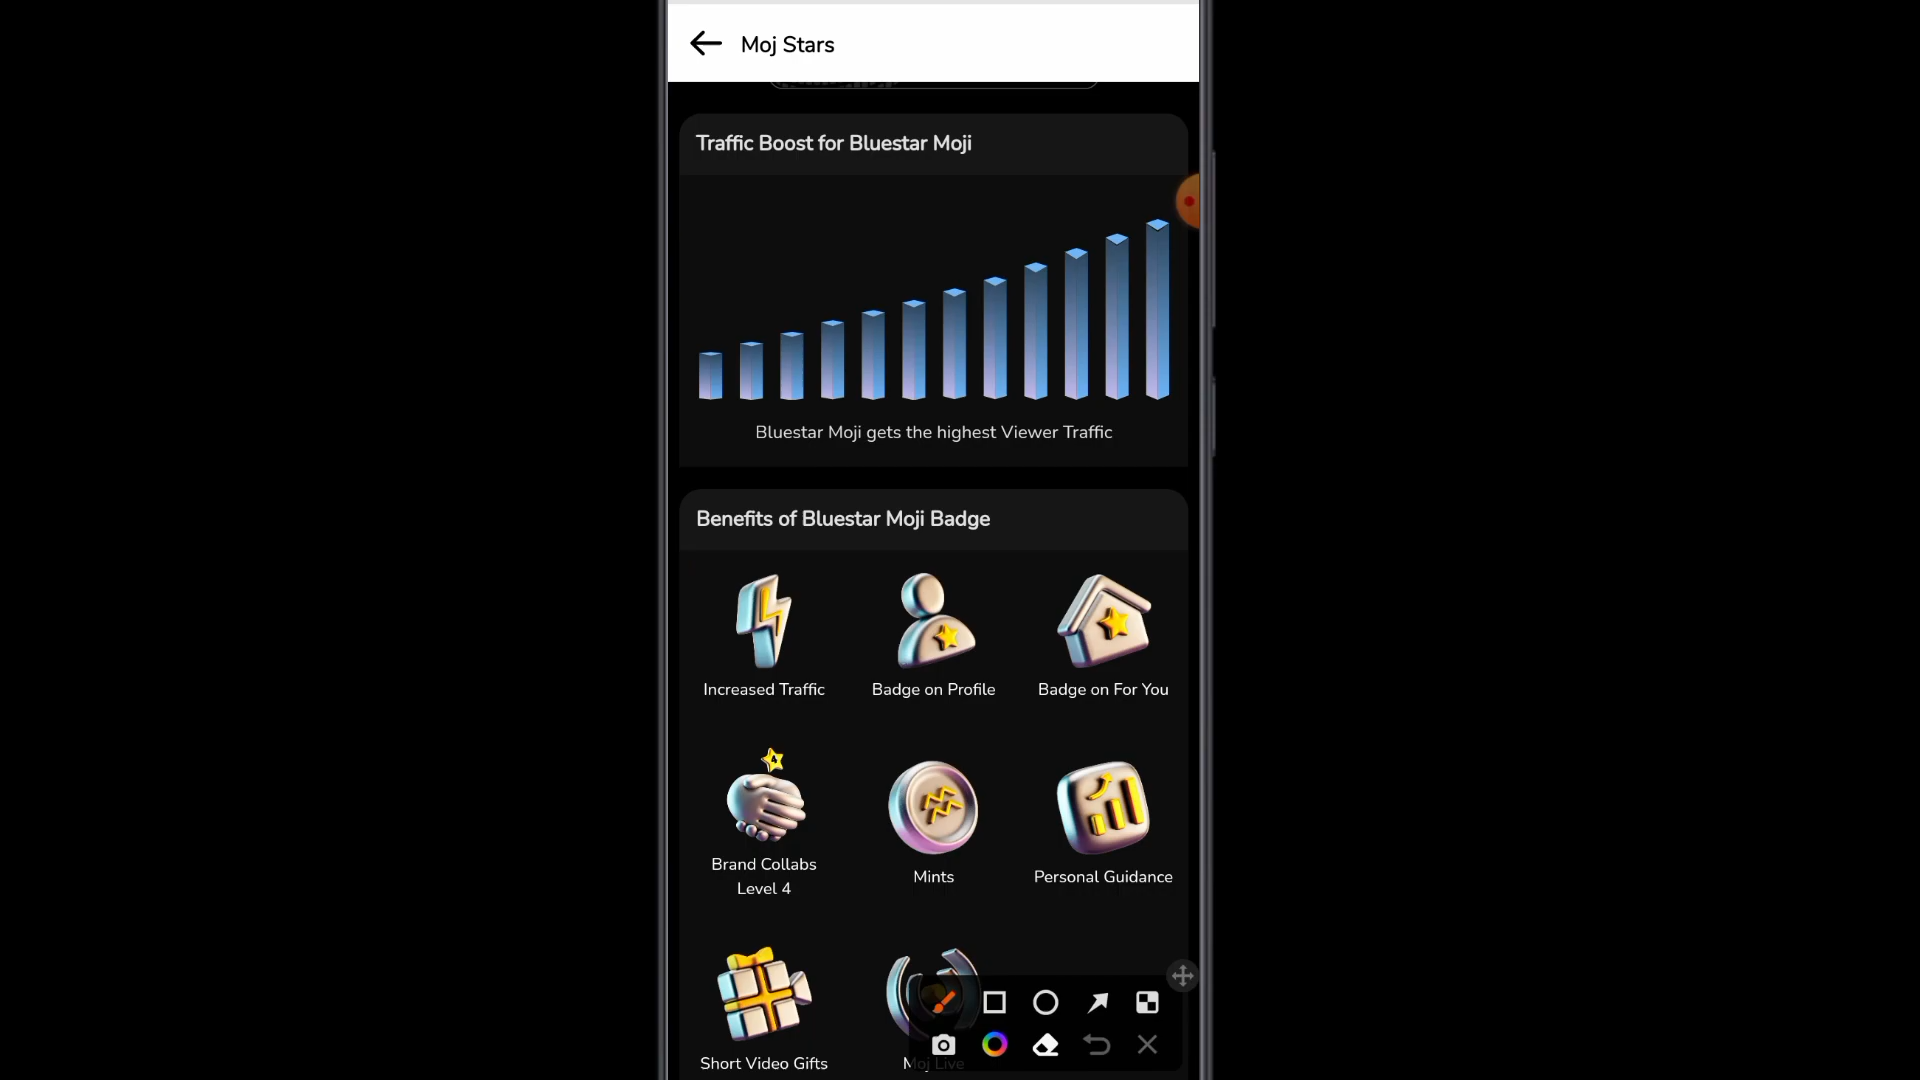 Moj Stars
Traffic Boost for Bluestar Moji
Bluestar Moji gets the highest Viewer Traffic
Benefits of Bluestar Moji Badge
Increased Traffic
Badge on Profile
Badge on For You
Brand Collabs
Level 4
Mints
Personal Guidance
Short Video Gifts
Moj Live